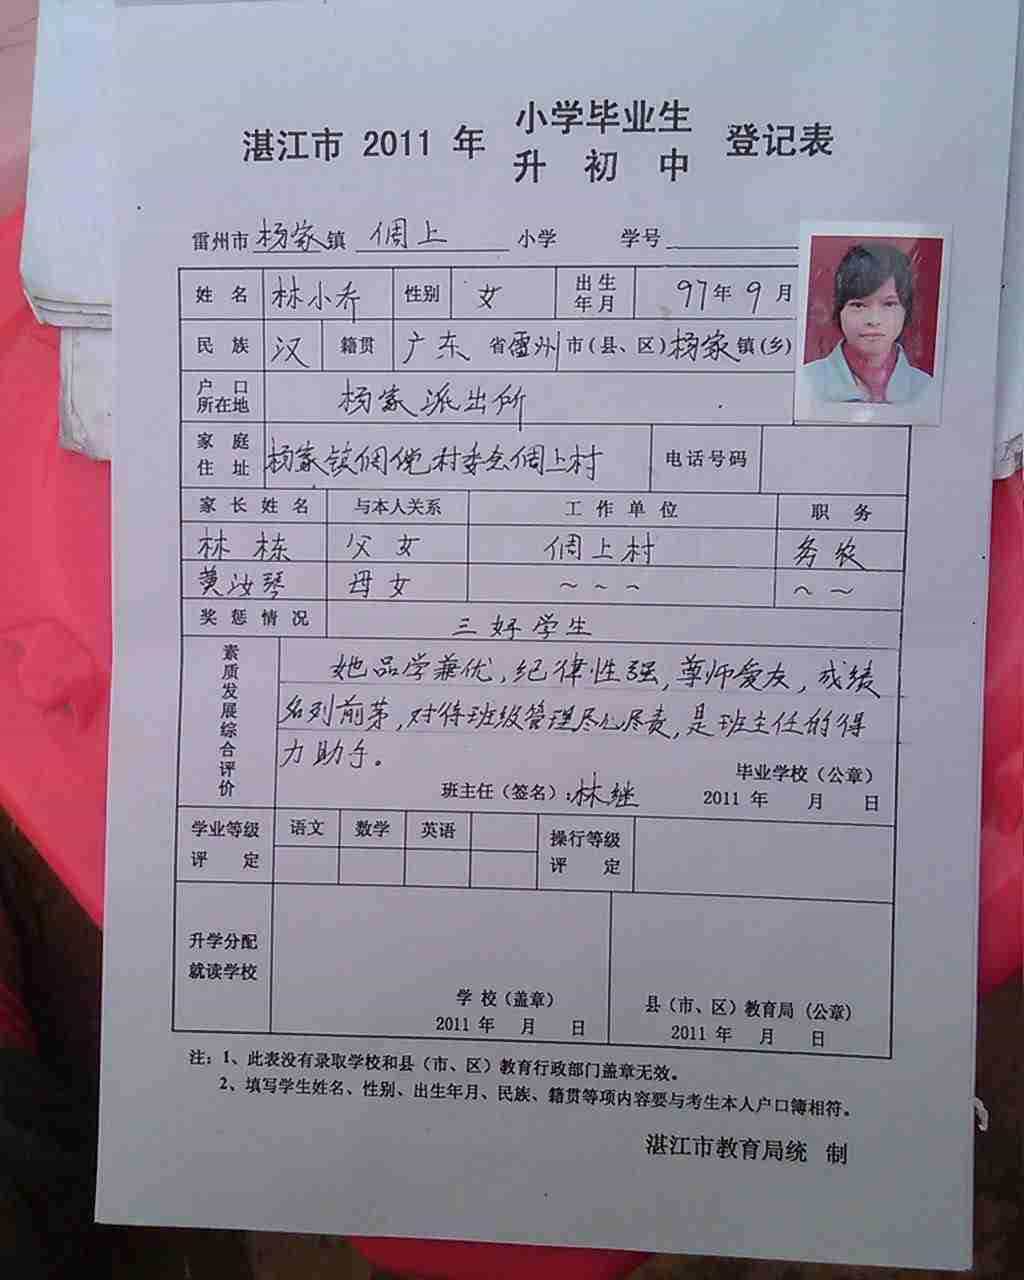 湛江市 2011 年 小学毕业生 升 初 中 登记表
雷州市 杨家 镇 倜上 小学 学号
姓 名 林小乔 性别 女 出生年月 97年 9 月
民 族 汉 籍贯 广东 省雷州市(县、区)杨家镇(乡)
户 口 所在地 杨家派出所
家 庭 住 址 杨家镇倜 村委会倜上村 电话号码
家 长 姓 名 与本人关系 工 作 单 位 职 务
林 栋 父 女 倜上村 务农
黄汝琴 母 女 ~ ~ ~ ~ ~
奖 惩 情 况 三好学生
素质发展综合评价
她品学兼优,纪律性强,尊师爱友,成绩
名列前茅,对待班级管理尽心尽责,是班主任的得
力助手。
毕业学校(公章)
班主任(签名):林继 2011 年 月 日
学业等级 评 定 语文 数学 英语 操行等级 评 定
升学分配
就读学校
学 校(盖章) 县(市、区)教育局 (公章)
2011 年 月 日 2011 年 月 日
注: 1、此表没有录取学校和县(市、区)教育行政部门盖章无效。
2、填写学生姓名、性别、出生年月、民族、籍贯等项内容要与考生本人户口簿相符。
湛江市教育局统 制